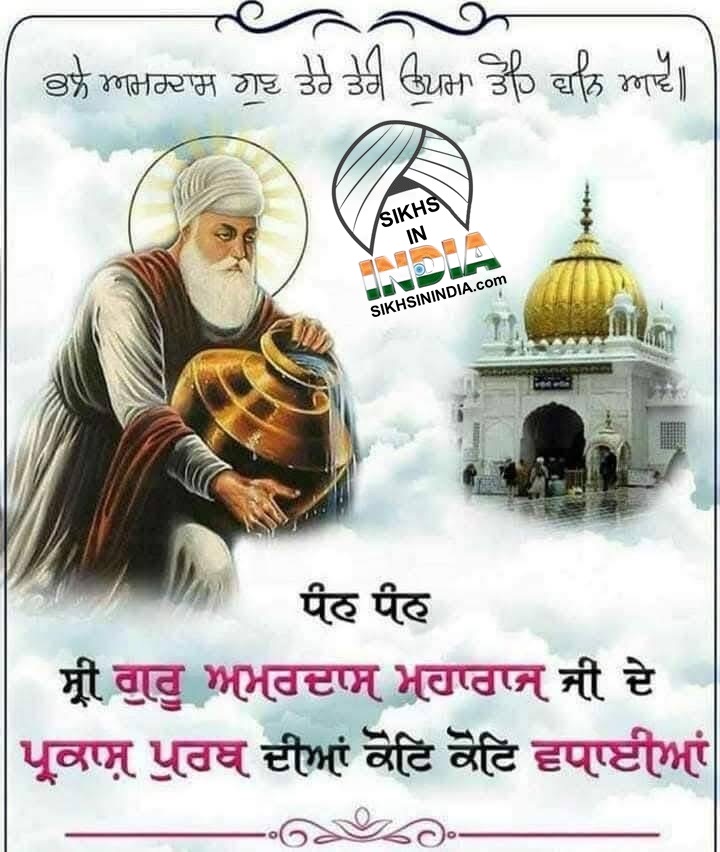 ਭਲੇ ਅਮਰਦਾਸ ਗੁਣ ਤੇਰੇ ਤੇਰੀ ਉਪਮਾ ਤੋਹਿ ਬਨਿ ਆਵੈ॥
SIKHS
IN
INDIA
SIKHSININDIA.com
ਧੰਨ ਧੰਨ
ਸ੍ਰੀ ਗੁਰੂ ਅਮਰਦਾਸ ਮਹਾਰਾਜ ਜੀ ਦੇ
ਪ੍ਰਕਾਸ਼ ਪੁਰਬ ਦੀਆਂ ਕੋਟਿ ਕੋਟਿ ਵਧਾਈਆਂ